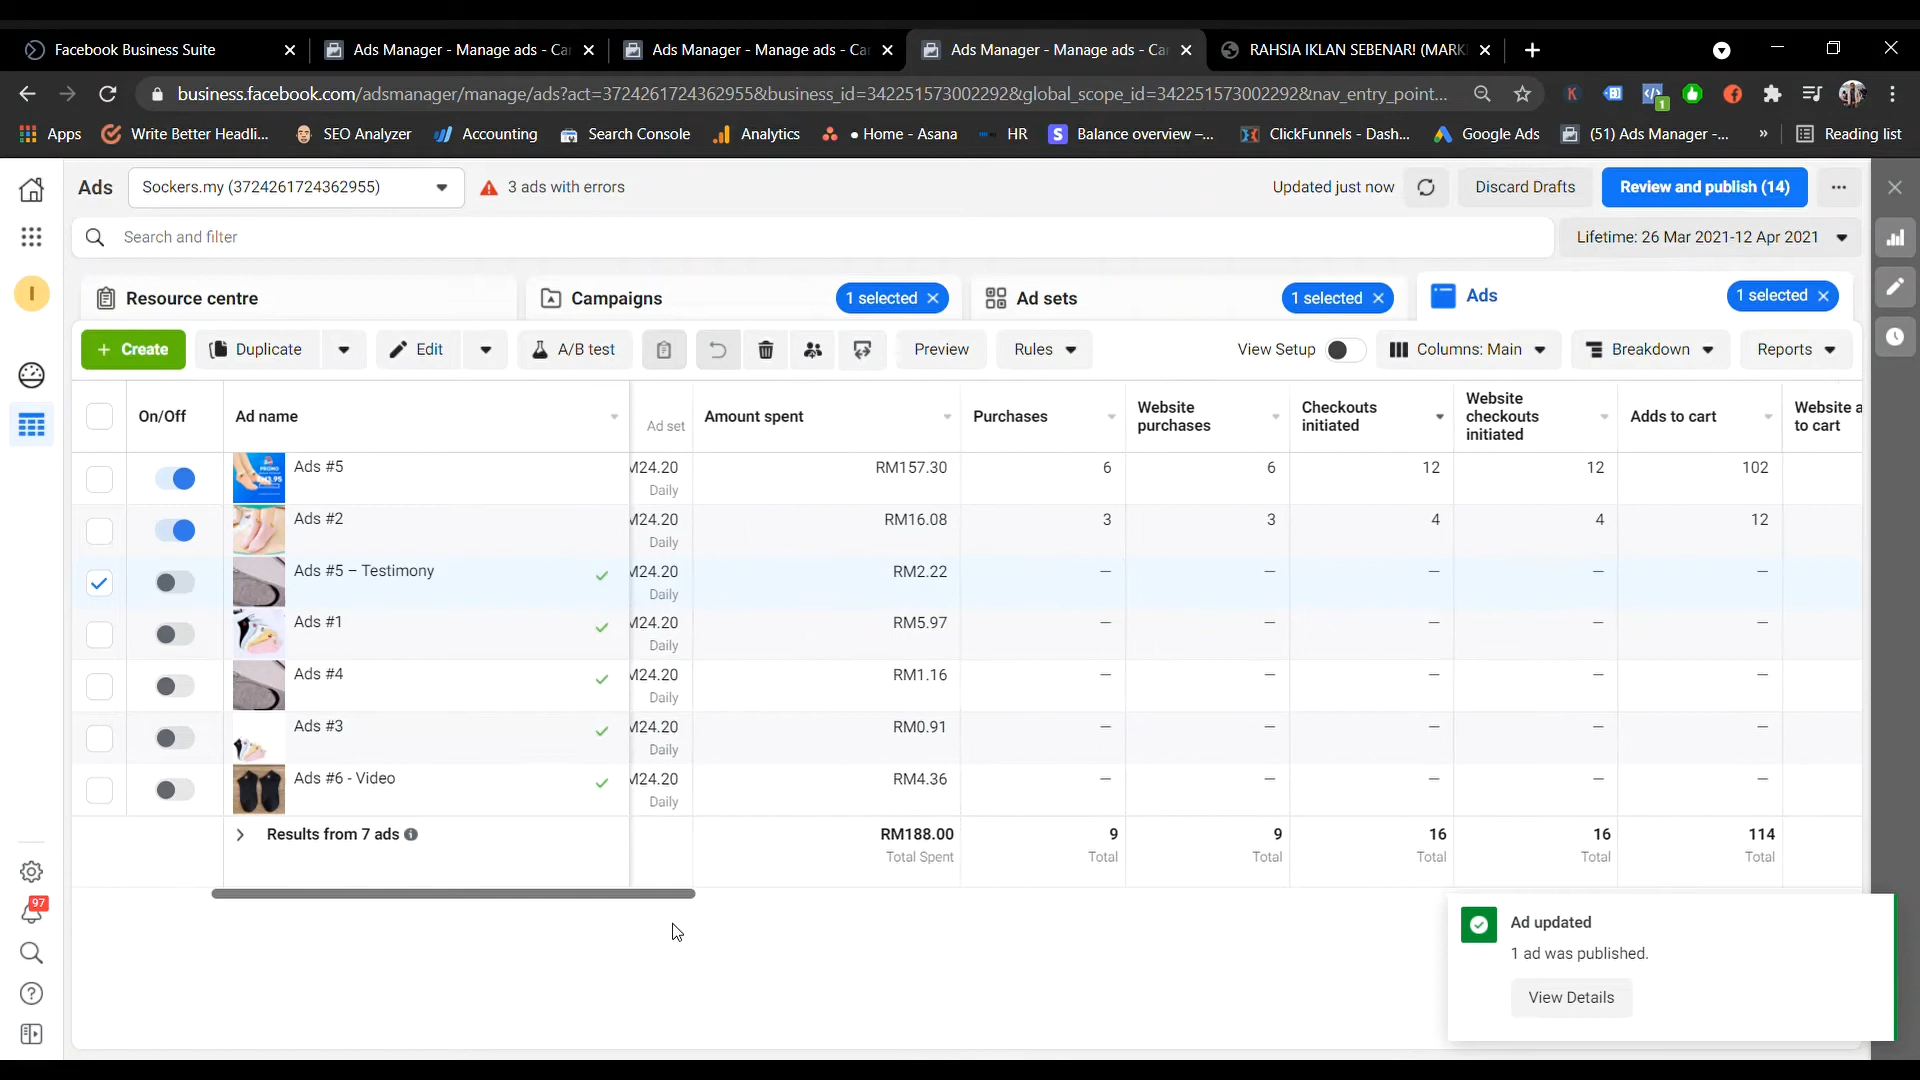 Facebook Business Suite
Ads Manager - Manage ads - Ca
Ads Manager - Manage ads - Ca
Ads Manager - Manage ads - Ca
RAHSIA IKLAN SEBENAR! (MARK
business.facebook.com/adsmanager/manage/ads?act=3724261724362955&business_id=342251573002292&global_scope_id=342251573002292&nav_entry_point...
1
Apps
Write Better Headli...
SEO Analyzer
Accounting
Search Console
Analytics
• Home - Asana
HR
S
Balance overview –...
ClickFunnels - Dash...
Google Ads
(51) Ads Manager -...
»
Reading list
Ads
Sockers.my (3724261724362955)
3 ads with errors
Updated just now
Discard Drafts
Review and publish (14)
Search and filter
Lifetime: 26 Mar 2021-12 Apr 2021
I
Resource centre
Campaigns
1 selected
Ad sets
1 selected
Ads
1 selected
+ Create
Duplicate
Edit
A/B test
Preview
Rules
View Setup
Columns: Main
Breakdown
Reports
On/Off
Ad name
Ad set
Amount spent
Purchases
Website purchases
Checkouts initiated
Website checkouts initiated
Adds to cart
Website a
to cart
Ads #5
M24.20
Daily
RM157.30
6
6
12
12
102
Ads #2
M24.20
Daily
RM16.08
3
3
4
4
12
Ads #5 – Testimony
M24.20
Daily
RM2.22
— — — — —
Ads #1
M24.20
Daily
RM5.97
— — — — —
Ads #4
M24.20
Daily
RM1.16
— — — — —
Ads #3
M24.20
Daily
RM0.91
— — — — —
Ads #6 - Video
M24.20
Daily
RM4.36
— — — — —
Results from 7 ads
RM188.00
Total Spent
9
Total
9
Total
16
Total
16
Total
114
Total
97
Ad updated
1 ad was published.
View Details